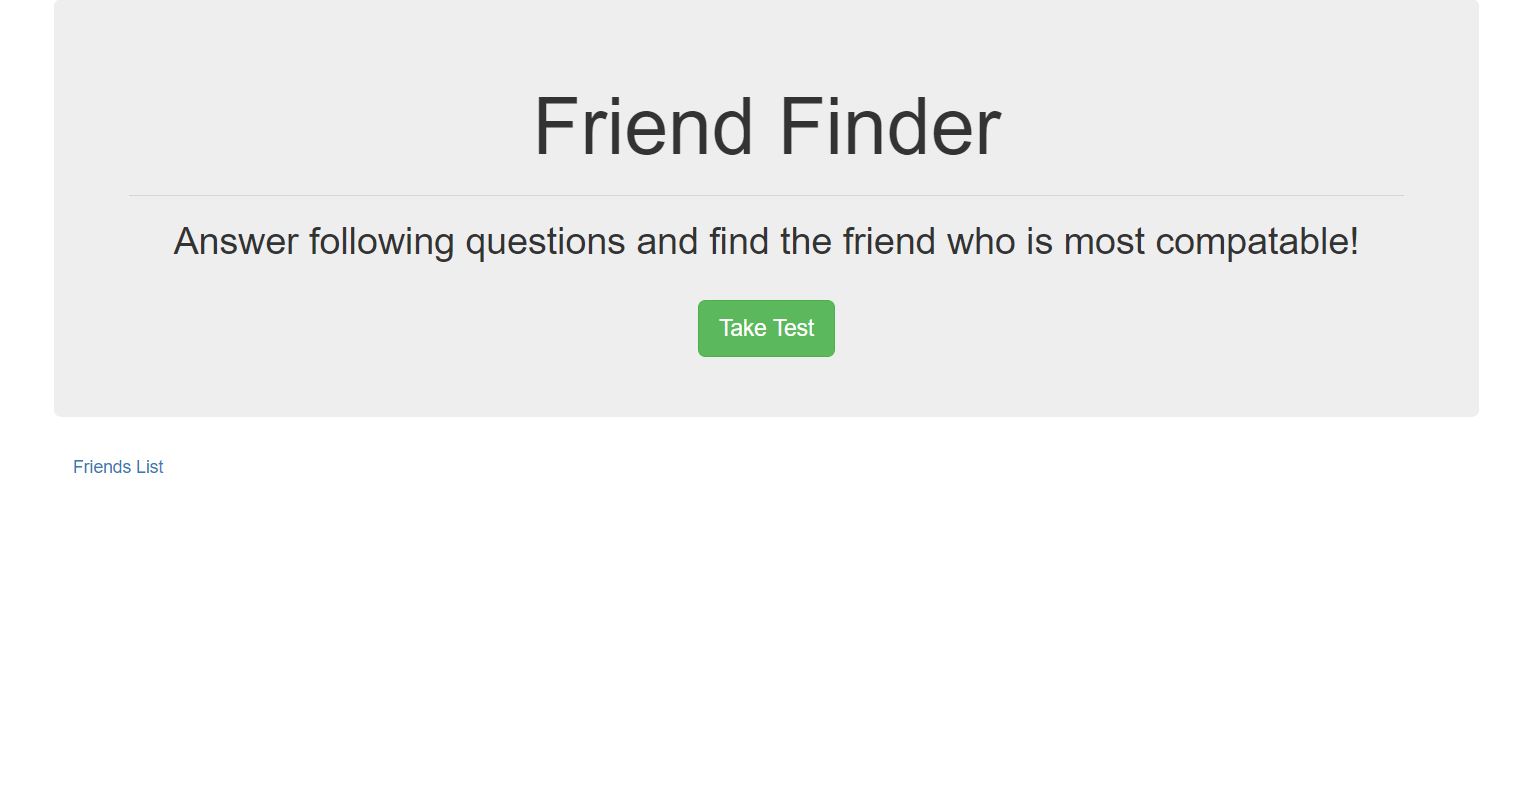 Friend Finder
Answer following questions and find the friend who is most compatable!
Take Test
Friends List